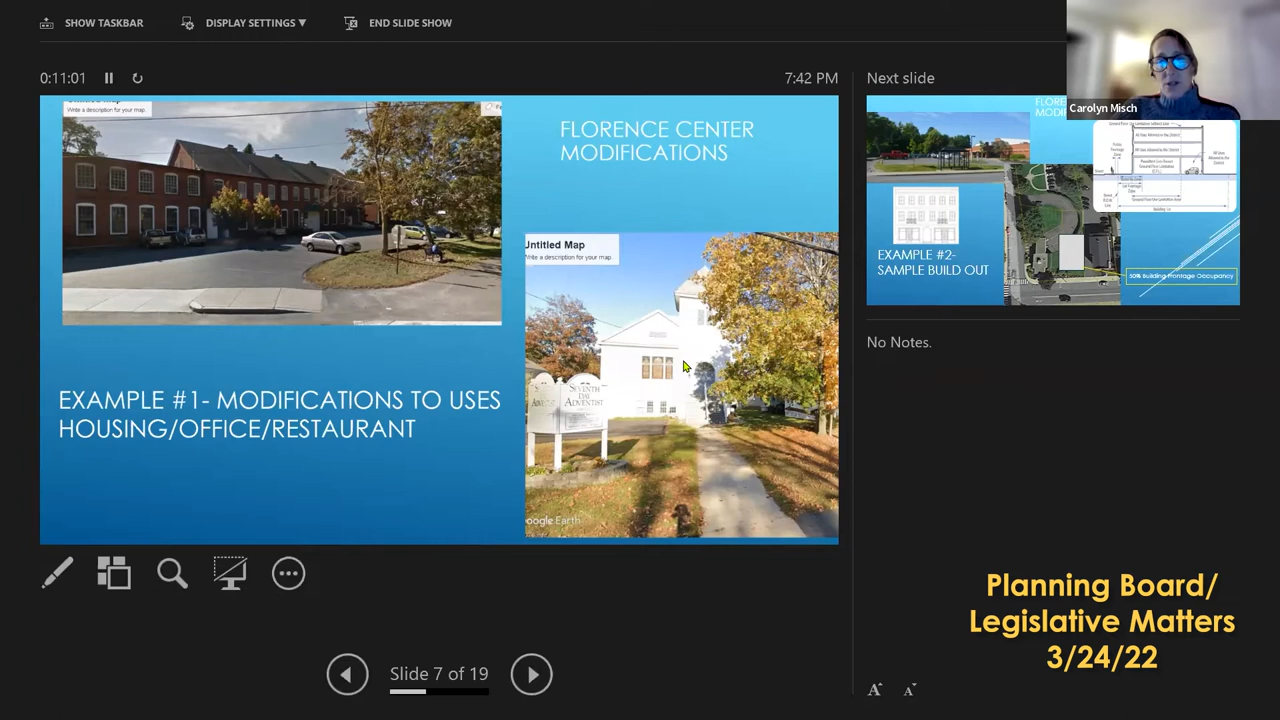 SHOW TASKBAR
DISPLAY SETTINGS ▼
END SLIDE SHOW
0:11:01
7:42 PM
Next slide
Carolyn Misch
Write a description for your map.
FLORENCE CENTER
MODIFICATIONS
Untitled Map
Write a description for your map.
SEVENTH
DAY
ADVENTIST
EXAMPLE #1- MODIFICATIONS TO USES
HOUSING/OFFICE/RESTAURANT
oogle Earth
EXAMPLE #2-
SAMPLE BUILD OUT
50% Building Frontage Occupancy
No Notes.
Slide 7 of 19
Planning Board/
Legislative Matters
3/24/22
A
A